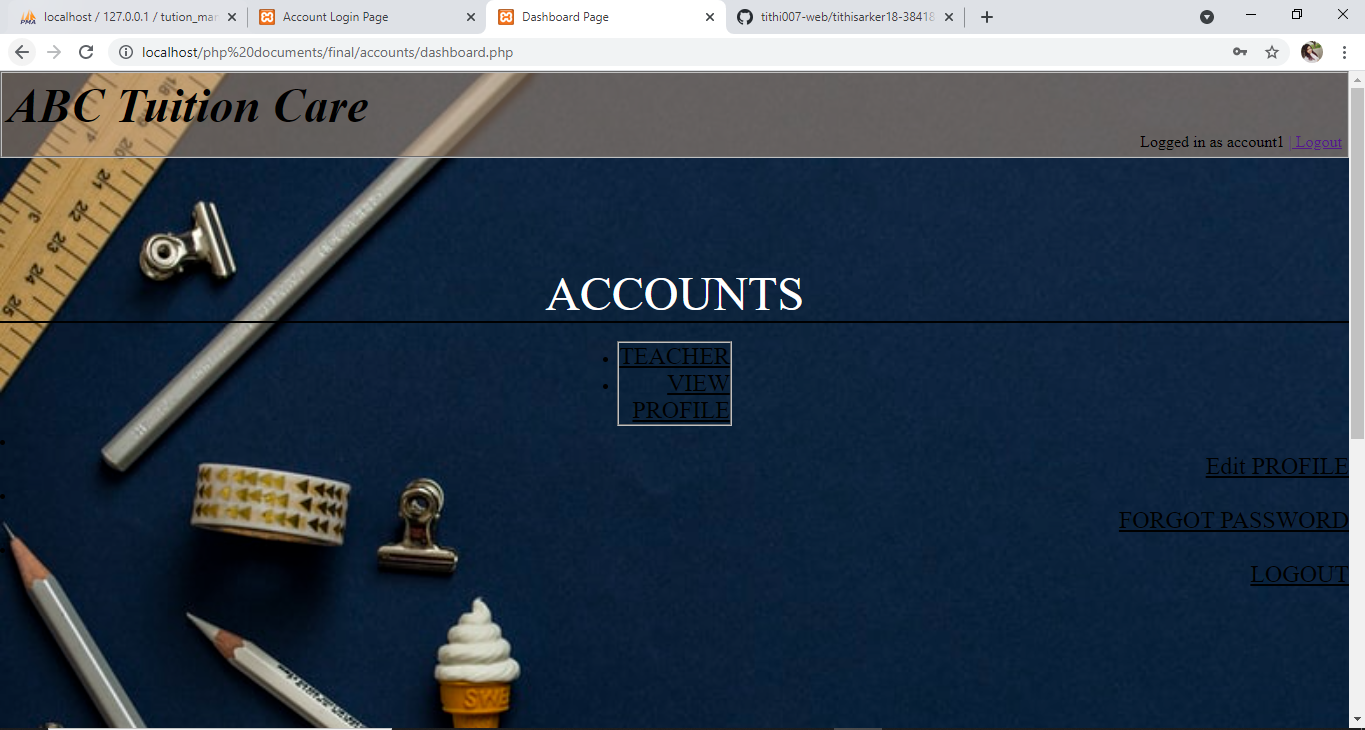 localhost / 127.0.0.1 / tution_mar
Account Login Page
Dashboard Page
tithi007-web/tithisarker18-38418
localhost/php%20documents/final/accounts/dashboard.php
ABC Tuition Care
Logged in as account1 | Logout
ACCOUNTS
TEACHER
VIEW
PROFILE
Edit PROFILE
FORGOT PASSWORD
LOGOUT